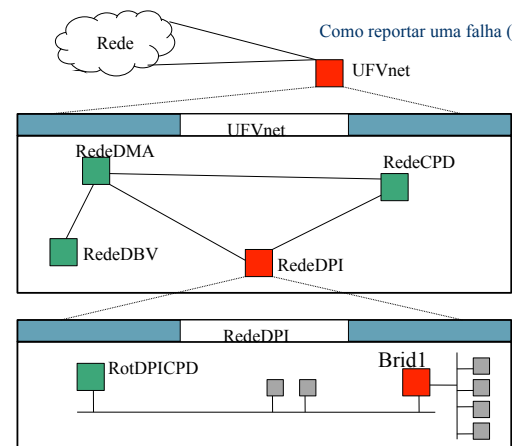 Como reportar uma falha (
Rede
UFVnet
UFVnet
RedeDMA
RedeCPD
RedeDBV
RedeDPI
RedeDPI
RotDPICPD
Brid1